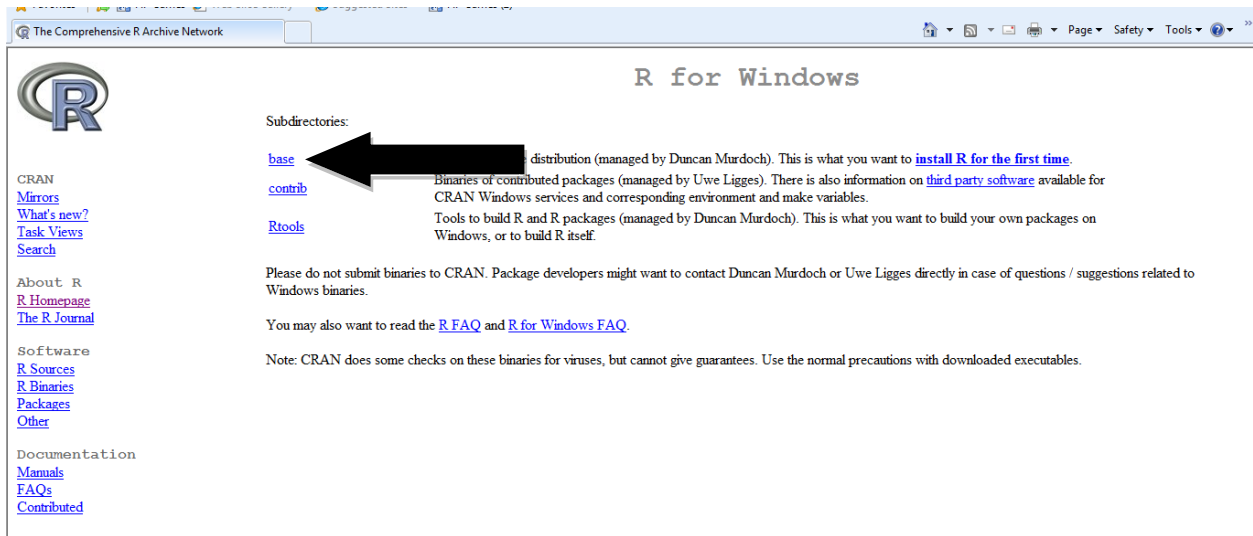 The Comprehensive R Archive Network
Page Safety Tools
R
R for Windows
Subdirectories:
base distribution (managed by Duncan Murdoch). This is what you want to install R for the first time.
contrib Binaries of contributed packages (managed by Uwe Ligges). There is also information on third party software available for
CRAN Windows services and corresponding environment and make variables.
Rtools Tools to build R and R packages (managed by Duncan Murdoch). This is what you want to build your own packages on
Windows, or to build R itself.
Please do not submit binaries to CRAN. Package developers might want to contact Duncan Murdoch or Uwe Ligges directly in case of questions / suggestions related to
Windows binaries.
You may also want to read the R FAQ and R for Windows FAQ.
Note: CRAN does some checks on these binaries for viruses, but cannot give guarantees. Use the normal precautions with downloaded executables.
CRAN
Mirrors
What's new?
Task Views
Search
About R
R Homepage
The R Journal
Software
R Sources
R Binaries
Packages
Other
Documentation
Manuals
FAQs
Contributed